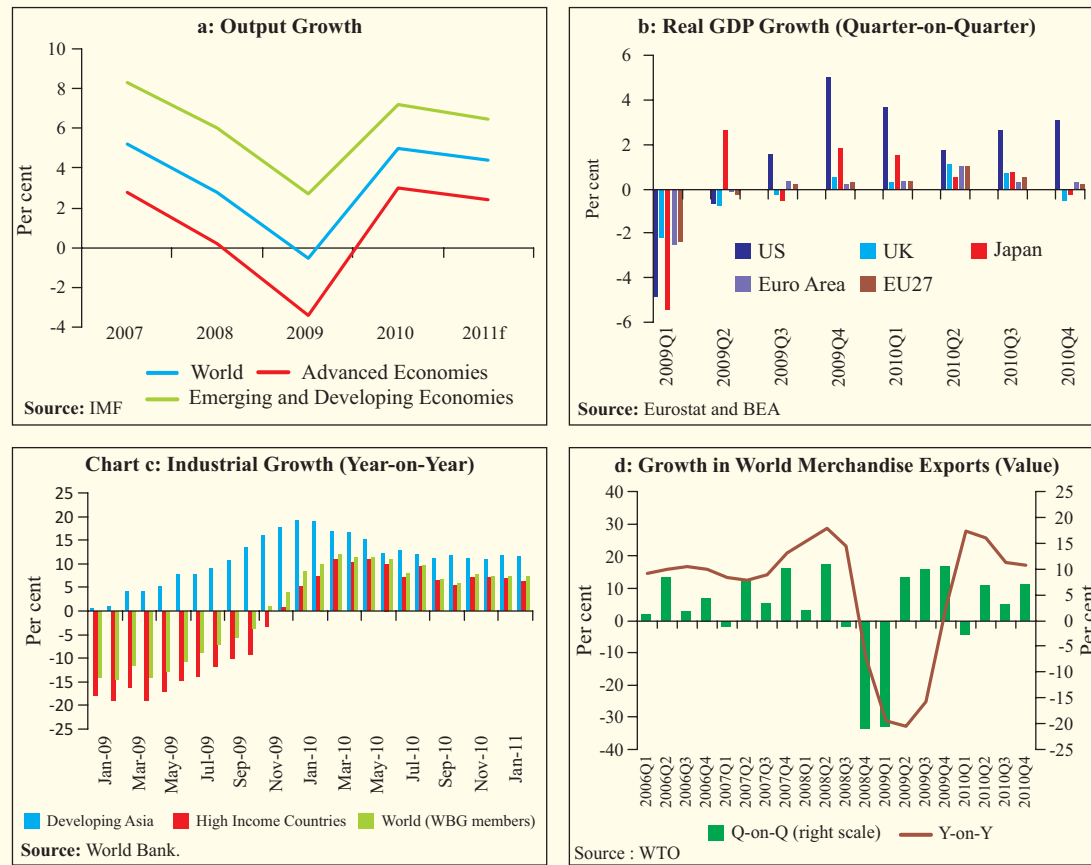 a: Output Growth
10
8
6
4
2
0
-2
-4
Per cent
2007 2008 2009 2010 2011f
World Advanced Economies
Emerging and Developing Economies
Source: IMF
b: Real GDP Growth (Quarter-on-Quarter)
6
4
2
0
-2
-4
-6
Per cent
US UK Japan
Euro Area EU27
2009Q1 2009Q2 2009Q3 2009Q4 2010Q1 2010Q2 2010Q3 2010Q4
Source: Eurostat and BEA
Chart c: Industrial Growth (Year-on-Year)
25
20
15
10
5
0
-5
-10
-15
-20
-25
Per cent
Jan-09 Mar-09 May-09 Jul-09 Sep-09 Nov-09 Jan-10 Mar-10 May-10 Jul-10 Sep-10 Nov-10 Jan-11
Developing Asia High Income Countries World (WBG members)
Source: World Bank.
d: Growth in World Merchandise Exports (Value)
40
30
20
10
0
-10
-20
-30
-40
Per cent
25
20
15
10
5
0
-5
-10
-15
-20
-25
Per cent
2006Q1 2006Q2 2006Q3 2006Q4 2007Q1 2007Q2 2007Q3 2007Q4 2008Q1 2008Q2 2008Q3 2008Q4 2009Q1 2009Q2 2009Q3 2009Q4 2010Q1 2010Q2 2010Q3 2010Q4
Q-on-Q (right scale) Y-on-Y
Source : WTO